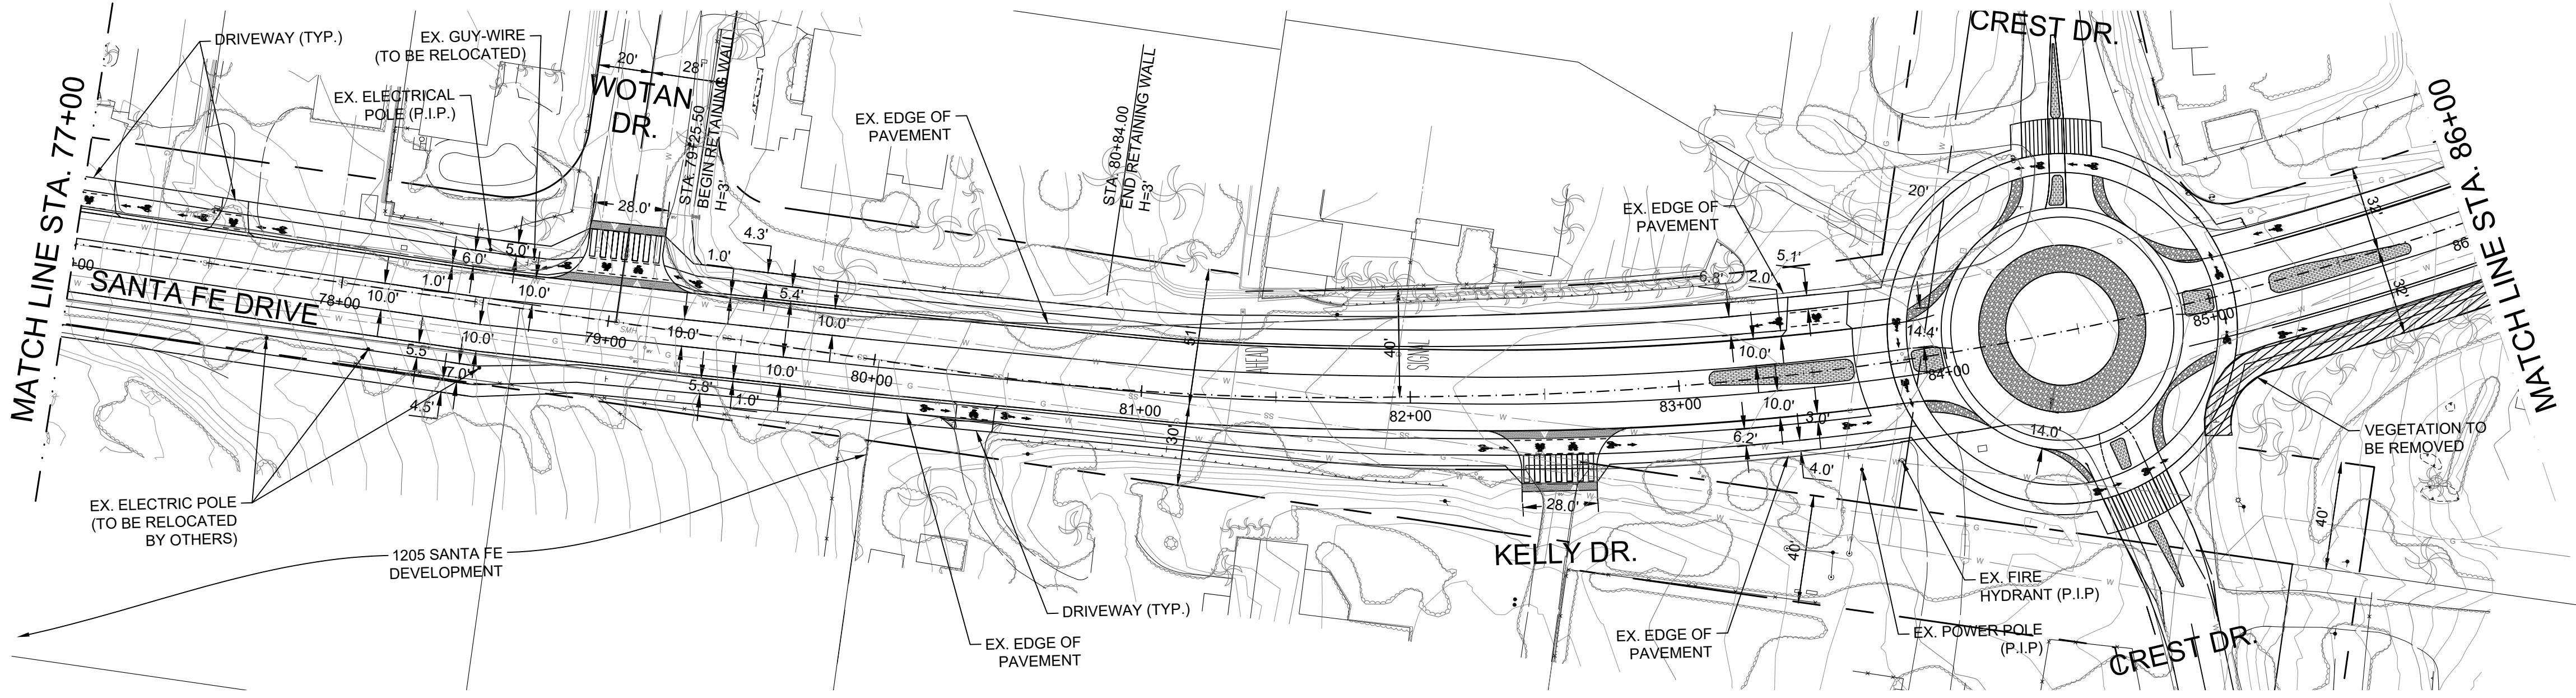 MATCH LINE STA. 77+00
DRIVEWAY (TYP.)
EX. GUY-WIRE
(TO BE RELOCATED)
EX. ELECTRICAL
POLE (P.I.P.)
20'
28'
WOTAN
DR.
STA. 79+25.50
BEGIN RETAINING WALL
H=3'
28.0'
EX. EDGE OF
PAVEMENT
STA. 80+84.00
END RETAINING WALL
H=3'
EX. EDGE OF
PAVEMENT
CREST DR.
20'
MATCH LINE STA. 86+00
+00
SANTA FE DRIVE
78+00
10.0'
1.0'
6.0'
5.0'
10.0'
10.0'
5.5'
7.0'
4.5'
79+00
SMH
10.0'
1.0'
4.3'
5.4'
10.0'
10.0'
5.8'
1.0'
80+00
81+00
51'
30'
AHEAD
40'
SIGNAL
82+00
83+00
6.8'
2.0'
5.1'
10.0'
10.0'
3.0'
6.2'
4.0'
14.4'
84+00
14.0'
85+00
86
32'
32'
28.0'
KELLY DR.
40'
40'
VEGETATION TO
BE REMOVED
EX. ELECTRIC POLE
(TO BE RELOCATED
BY OTHERS)
1205 SANTA FE
DEVELOPMENT
DRIVEWAY (TYP.)
EX. EDGE OF
PAVEMENT
EX. EDGE OF
PAVEMENT
EX. FIRE
HYDRANT (P.I.P)
EX. POWER POLE
(P.I.P)
CREST DR.